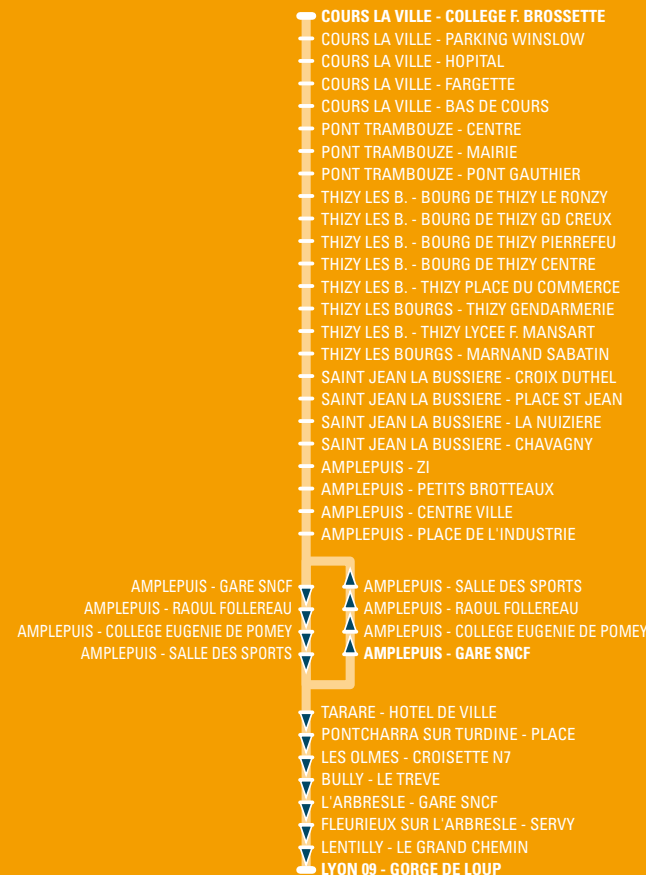 COURS LA VILLE - COLLEGE F. BROSSETTE
COURS LA VILLE - PARKING WINSLOW
COURS LA VILLE - HOPITAL
COURS LA VILLE - FARGETTE
COURS LA VILLE - BAS DE COURS
PONT TRAMBOUZE - CENTRE
PONT TRAMBOUZE - MAIRIE
PONT TRAMBOUZE - PONT GAUTHIER
THIZY LES B. - BOURG DE THIZY LE RONZY
THIZY LES B. - BOURG DE THIZY GD CREUX
THIZY LES B. - BOURG DE THIZY PIERREFEU
THIZY LES B. - BOURG DE THIZY CENTRE
THIZY LES B. - THIZY PLACE DU COMMERCE
THIZY LES BOURGS - THIZY GENDARMERIE
THIZY LES B. - THIZY LYCEE F. MANSART
THIZY LES BOURGS - MARNAND SABATIN
SAINT JEAN LA BUSSIERE - CROIX DUTHEL
SAINT JEAN LA BUSSIERE - PLACE ST JEAN
SAINT JEAN LA BUSSIERE - LA NUIZIERE
SAINT JEAN LA BUSSIERE - CHAVAGNY
AMPLEPUIS - ZI
AMPLEPUIS - PETITS BROTTEAUX
AMPLEPUIS - CENTRE VILLE
AMPLEPUIS - PLACE DE L'INDUSTRIE
AMPLEPUIS - GARE SNCF
AMPLEPUIS - RAOUL FOLLEREAU
AMPLEPUIS - COLLEGE EUGENIE DE POMEY
AMPLEPUIS - SALLE DES SPORTS
AMPLEPUIS - SALLE DES SPORTS
AMPLEPUIS - RAOUL FOLLEREAU
AMPLEPUIS - COLLEGE EUGENIE DE POMEY
AMPLEPUIS - GARE SNCF
TARARE - HOTEL DE VILLE
PONTCHARRA SUR TURDINE - PLACE
LES OLMES - CROISETTE N7
BULLY - LE TREVE
L'ARBRESLE - GARE SNCF
FLEURIEUX SUR L'ARBRESLE - SERVY
LENTILLY - LE GRAND CHEMIN
LYON 09 - GORGE DE LOUP